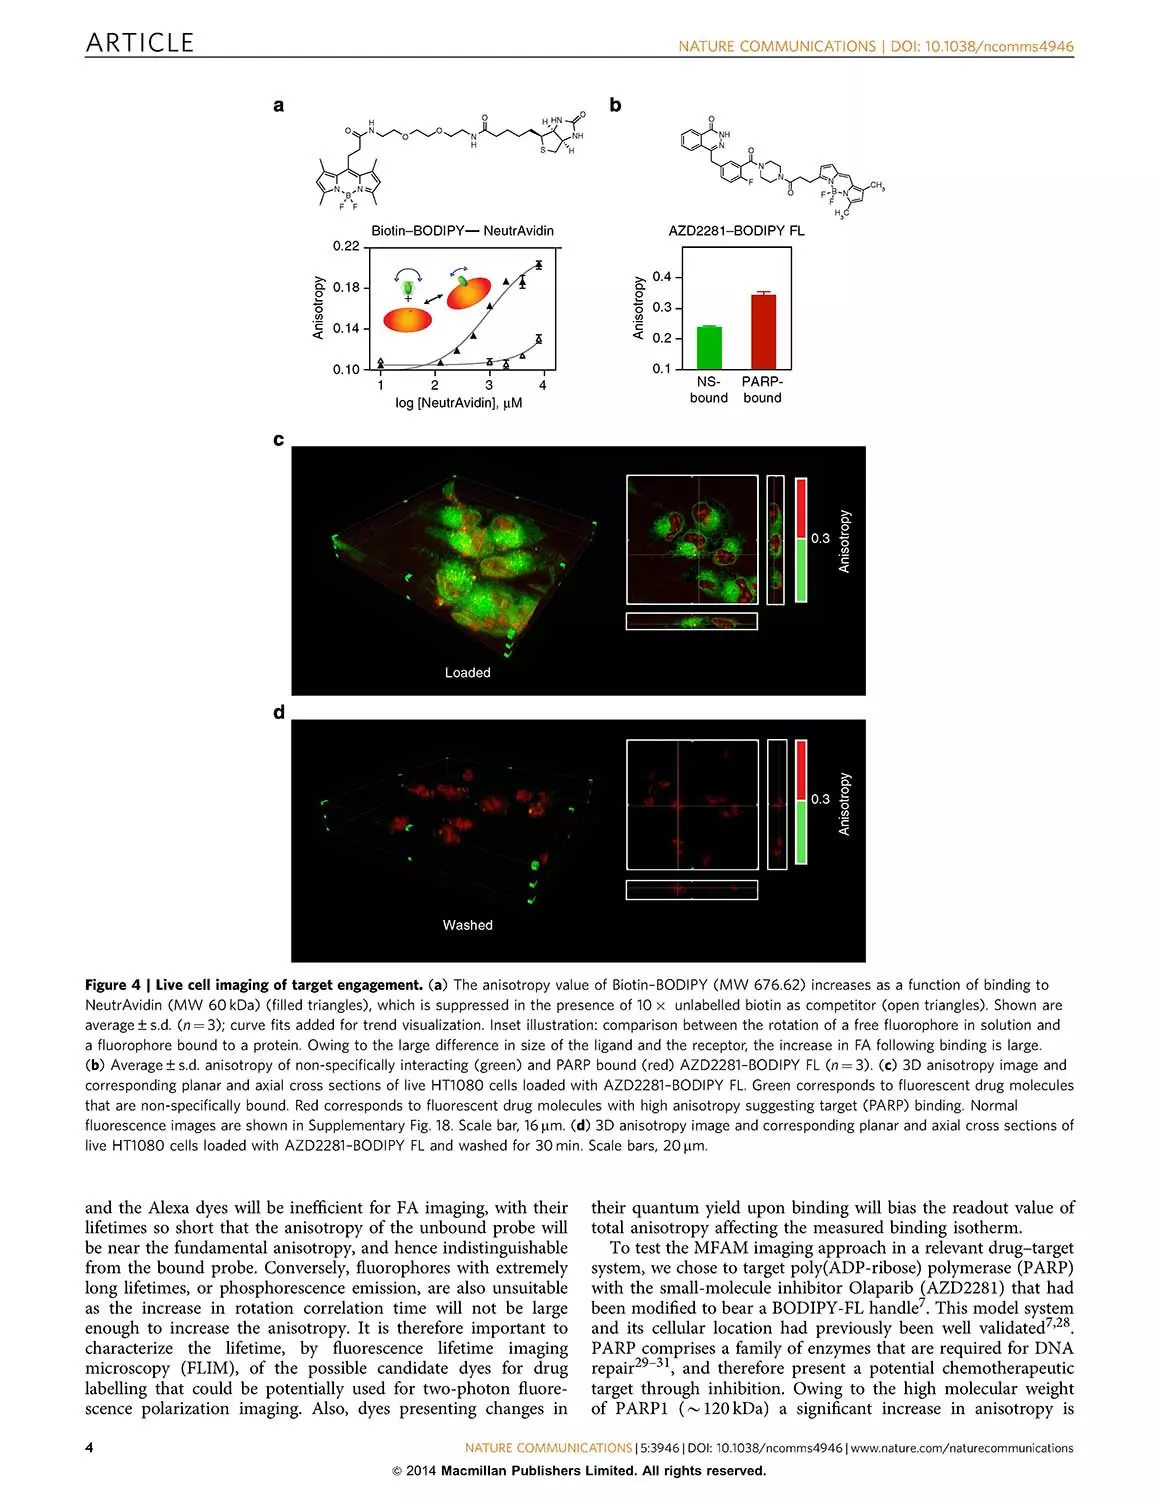 ARTICLE
NATURE COMMUNICATIONS | DOI: 10.1038/ncomms4946
a
b
Biotin–BODIPY— NeutrAvidin
AZD2281–BODIPY FL
0.22
0.18
0.14
0.10
Anisotropy
+
1 2 3 4
log [NeutrAvidin], μM
0.4
0.3
0.2
0.1
Anisotropy
NS-bound
PARP-bound
c
Loaded
0.3
Anisotropy
d
Washed
0.3
Anisotropy
Figure 4 | Live cell imaging of target engagement. (a) The anisotropy value of Biotin–BODIPY (MW 676.62) increases as a function of binding to
NeutrAvidin (MW 60 kDa) (filled triangles), which is suppressed in the presence of 10 × unlabelled biotin as competitor (open triangles). Shown are
average ± s.d. (n = 3); curve fits added for trend visualization. Inset illustration: comparison between the rotation of a free fluorophore in solution and
a fluorophore bound to a protein. Owing to the large difference in size of the ligand and the receptor, the increase in FA following binding is large.
(b) Average ± s.d. anisotropy of non-specifically interacting (green) and PARP bound (red) AZD2281–BODIPY FL (n = 3). (c) 3D anisotropy image and
corresponding planar and axial cross sections of live HT1080 cells loaded with AZD2281–BODIPY FL. Green corresponds to fluorescent drug molecules
that are non-specifically bound. Red corresponds to fluorescent drug molecules with high anisotropy suggesting target (PARP) binding. Normal
fluorescence images are shown in Supplementary Fig. 18. Scale bar, 16 μm. (d) 3D anisotropy image and corresponding planar and axial cross sections of
live HT1080 cells loaded with AZD2281–BODIPY FL and washed for 30 min. Scale bars, 20 μm.
and the Alexa dyes will be inefficient for FA imaging, with their
lifetimes so short that the anisotropy of the unbound probe will
be near the fundamental anisotropy, and hence indistinguishable
from the bound probe. Conversely, fluorophores with extremely
long lifetimes, or phosphorescence emission, are also unsuitable
as the increase in rotation correlation time will not be large
enough to increase the anisotropy. It is therefore important to
characterize the lifetime, by fluorescence lifetime imaging
microscopy (FLIM), of the possible candidate dyes for drug
labelling that could be potentially used for two-photon fluore-
scence polarization imaging. Also, dyes presenting changes in
their quantum yield upon binding will bias the readout value of
total anisotropy affecting the measured binding isotherm.
To test the MFAM imaging approach in a relevant drug–target
system, we chose to target poly(ADP-ribose) polymerase (PARP)
with the small-molecule inhibitor Olaparib (AZD2281) that had
been modified to bear a BODIPY-FL handle7. This model system
and its cellular location had previously been well validated7,28.
PARP comprises a family of enzymes that are required for DNA
repair29–31, and therefore present a potential chemotherapeutic
target through inhibition. Owing to the high molecular weight
of PARP1 (~120 kDa) a significant increase in anisotropy is
4
NATURE COMMUNICATIONS | 5:3946 | DOI: 10.1038/ncomms4946 | www.nature.com/naturecommunications
© 2014 Macmillan Publishers Limited. All rights reserved.